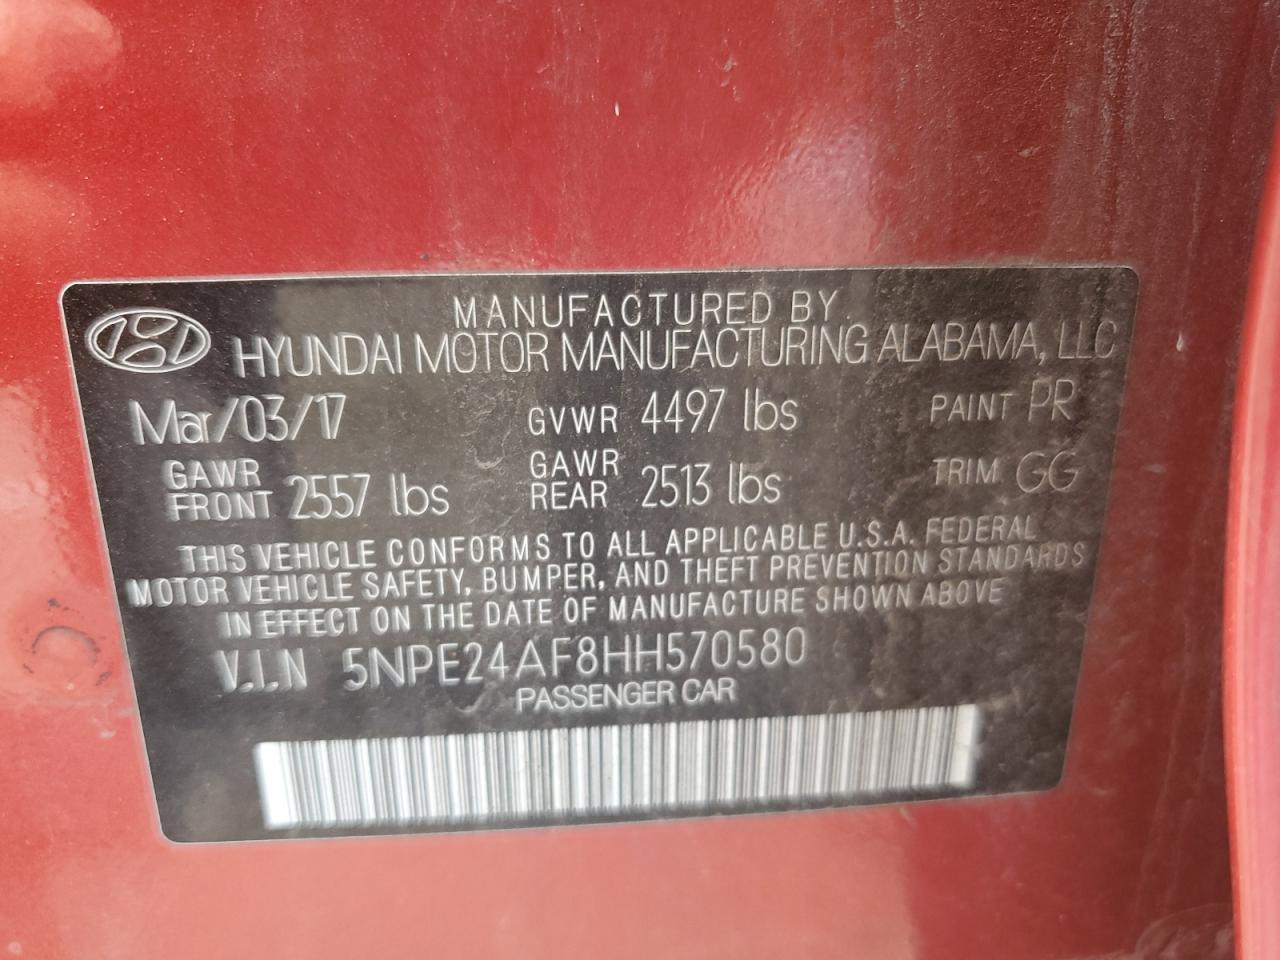 MANUFACTURED BY
HYUNDAI MOTOR MANUFACTURING ALABAMA, LLC
Mar/03/17 GVWR 4497 lbs PAINT PR
GAWR FRONT 2557 lbs GAWR REAR 2513 lbs TRIM GG
THIS VEHICLE CONFORMS TO ALL APPLICABLE U.S.A. FEDERAL
MOTOR VEHICLE SAFETY, BUMPER, AND THEFT PREVENTION STANDARDS
IN EFFECT ON THE DATE OF MANUFACTURE SHOWN ABOVE
V.I.N 5NPE24AF8HH570580
PASSENGER CAR